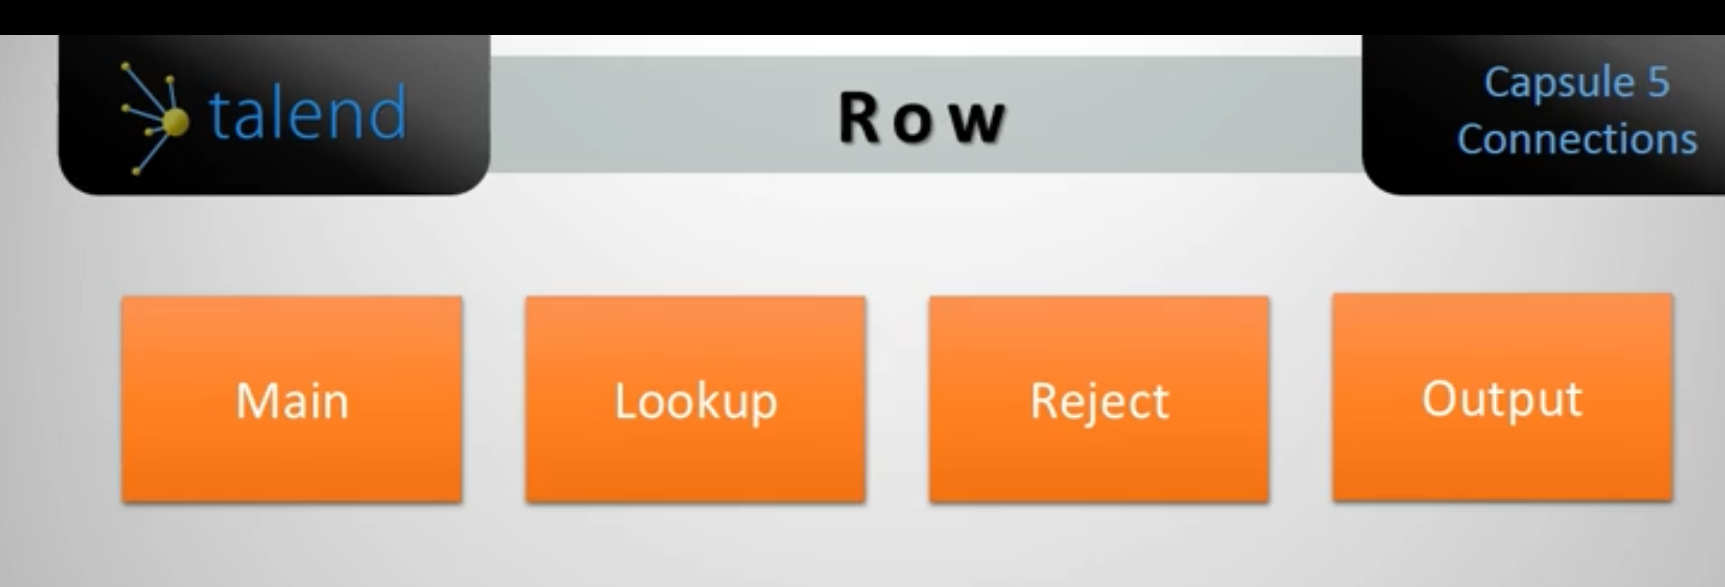 talend
Row
Capsule 5
Connections
Main
Lookup
Reject
Output